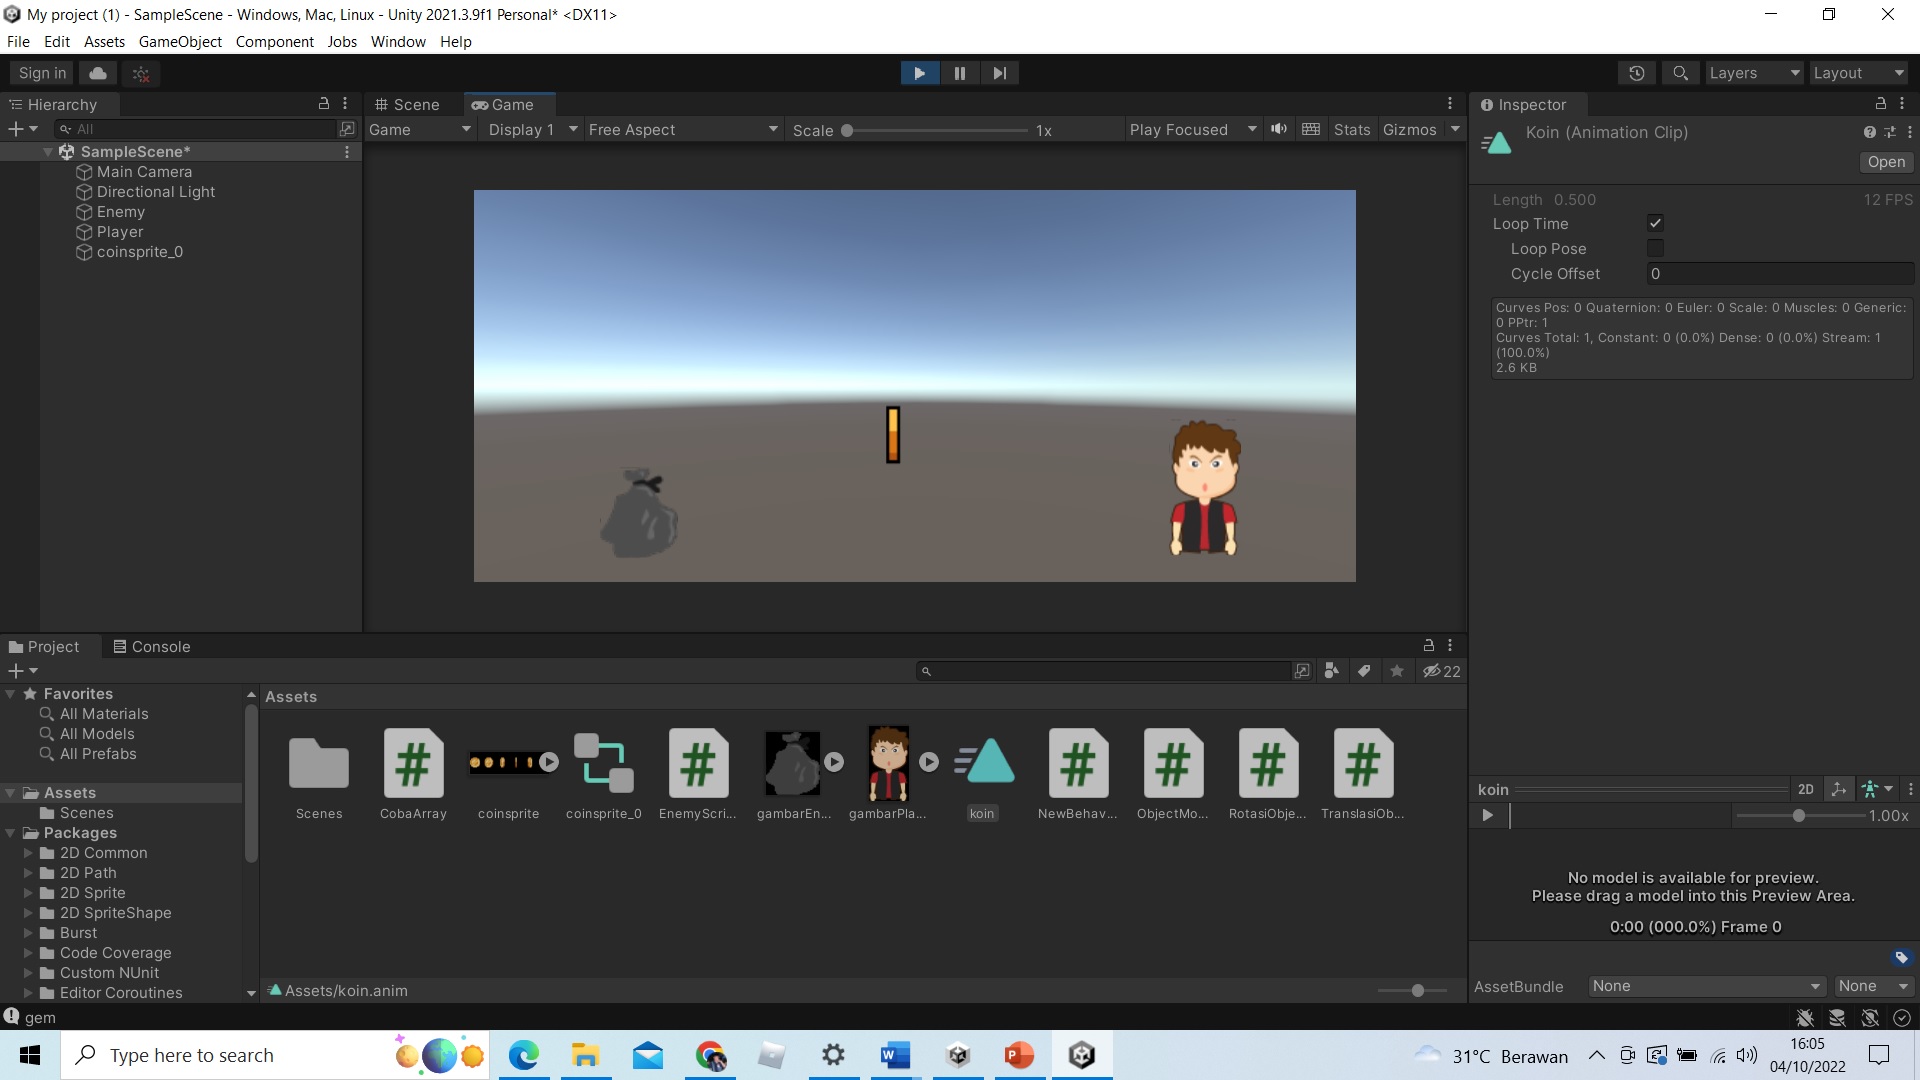 My project (1) - SampleScene - Windows, Mac, Linux - Unity 2021.3.9f1 Personal* <DX11>
File Edit Assets GameObject Component Jobs Window Help
Sign in Layers Layout
Hierarchy
All
SampleScene*
Main Camera
Directional Light
Enemy
Player
coinsprite_0
Scene Game
Game Display 1 Free Aspect Scale 1x Play Focused Stats Gizmos
Inspector
Koin (Animation Clip)
Open
Length 0.500 12 FPS
Loop Time
Loop Pose
Cycle Offset 0
Curves Pos: 0 Quaternion: 0 Euler: 0 Scale: 0 Muscles: 0 Generic:
0 PPtr: 1
Curves Total: 1, Constant: 0 (0.0%) Dense: 0 (0.0%) Stream: 1
(100.0%)
2.6 KB
Project Console
22
Favorites
All Materials
All Models
All Prefabs
Assets
Scenes
Packages
2D Common
2D Path
2D Sprite
2D SpriteShape
Burst
Code Coverage
Custom NUnit
Editor Coroutines
Assets
Scenes CobaArray coinsprite coinsprite_0 EnemyScri... gambarEn... gambarPla... koin NewBehav... ObjectMo... RotasiObje... TranslasiOb...
Assets/koin.anim
koin 2D
1.00x
No model is available for preview.
Please drag a model into this Preview Area.
0:00 (000.0%) Frame 0
AssetBundle None None
gem
Type here to search
31°C Berawan
16:05
04/10/2022